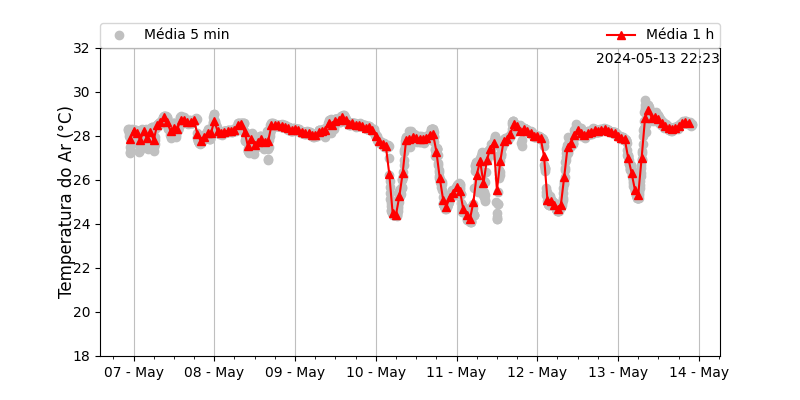 Média 5 min
Média 1 h
2024-05-13 22:23
Temperatura do Ar (°C)
32
30
28
26
24
22
20
18
07 - May
08 - May
09 - May
10 - May
11 - May
12 - May
13 - May
14 - May